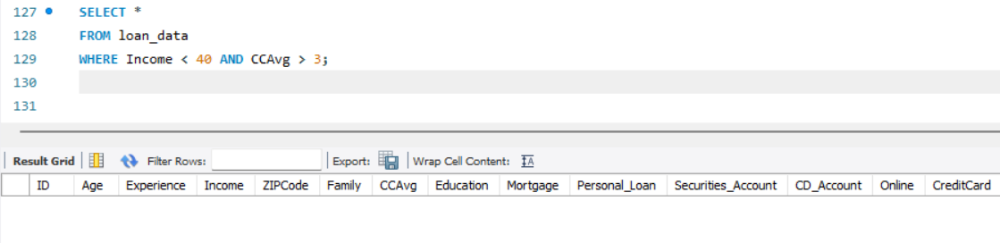 127 SELECT *
128 FROM loan_data
129 WHERE Income < 40 AND CCAvg > 3;
130
131
Result Grid Filter Rows: Export: Wrap Cell Content: IA
ID Age Experience Income ZIPCode Family CCAvg Education Mortgage Personal_Loan Securities_Account CD_Account Online CreditCard